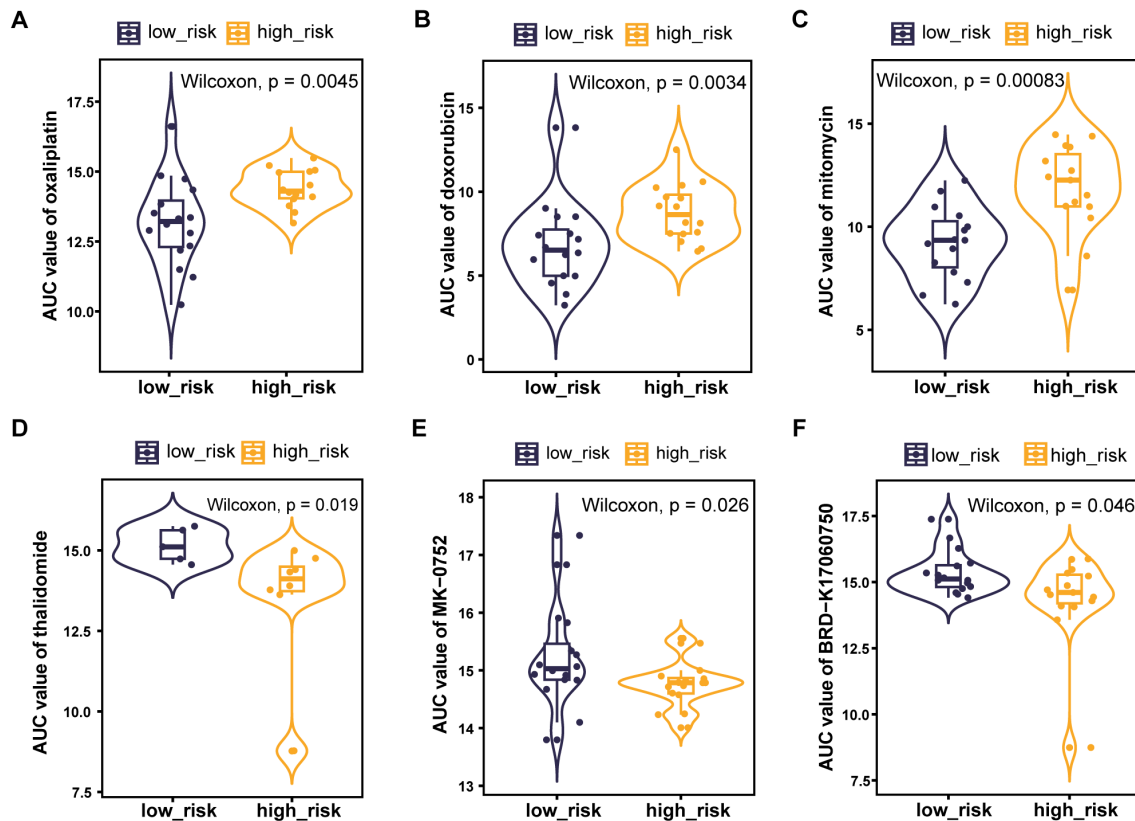 A
low_risk high_risk
Wilcoxon, p = 0.0045
AUC value of oxaliplatin
17.5
15.0
12.5
10.0
low_risk high_risk
B
low_risk high_risk
Wilcoxon, p = 0.0034
AUC value of doxorubicin
15
10
5
0
low_risk high_risk
C
low_risk high_risk
Wilcoxon, p = 0.00083
AUC value of mitomycin
15
10
5
low_risk high_risk
D
low_risk high_risk
Wilcoxon, p = 0.019
AUC value of thalidomide
15.0
12.5
10.0
7.5
low_risk high_risk
E
low_risk high_risk
Wilcoxon, p = 0.026
AUC value of MK−0752
18
17
16
15
14
13
low_risk high_risk
F
low_risk high_risk
Wilcoxon, p = 0.046
AUC value of BRD−K17060750
17.5
15.0
12.5
10.0
7.5
low_risk high_risk